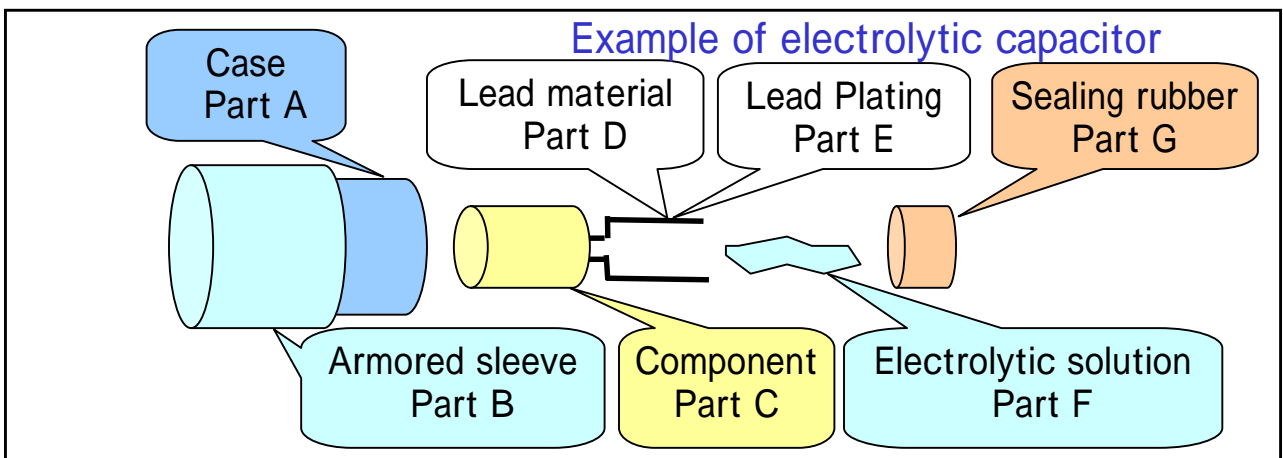 Example of electrolytic capacitor
Case
Part A
Lead material
Part D
Lead Plating
Part E
Sealing rubber
Part G
Armored sleeve
Part B
Component
Part C
Electrolytic solution
Part F